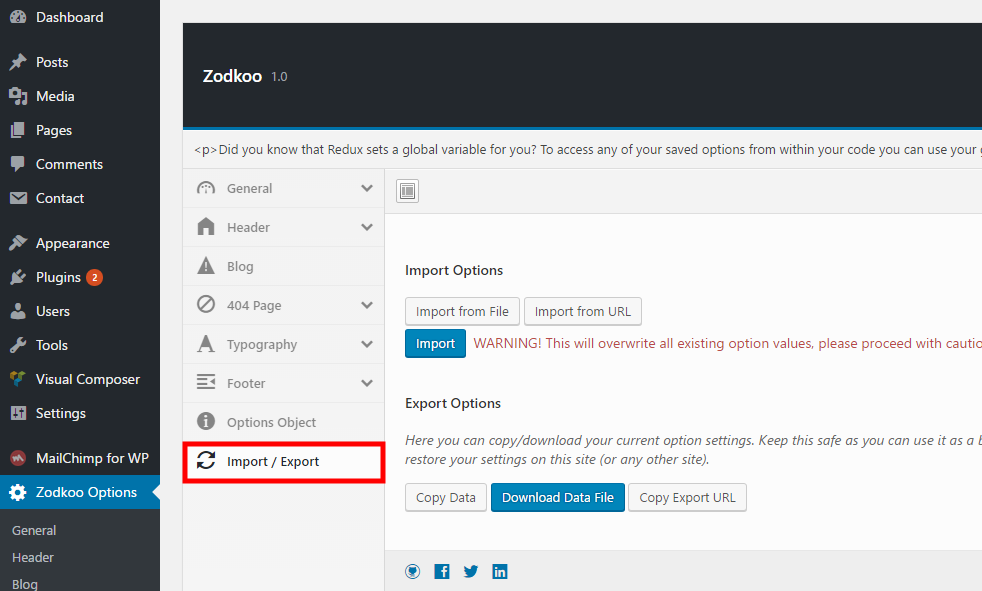 Dashboard
Posts
Media
Pages
Comments
Contact
Appearance
Plugins 2
Users
Tools
Visual Composer
Settings
MailChimp for WP
Zodkoo Options
General
Header
Blog
Zodkoo 1.0
<p>Did you know that Redux sets a global variable for you? To access any of your saved options from within your code you can use your
General
Header
Blog
404 Page
Typography
Footer
Options Object
Import / Export
Import Options
Import from File Import from URL
Import WARNING! This will overwrite all existing option values, please proceed with
Export Options
Here you can copy/download your current option settings. Keep this safe as you can use it as a
restore your settings on this site (or any other site).
Copy Data Download Data File Copy Export URL